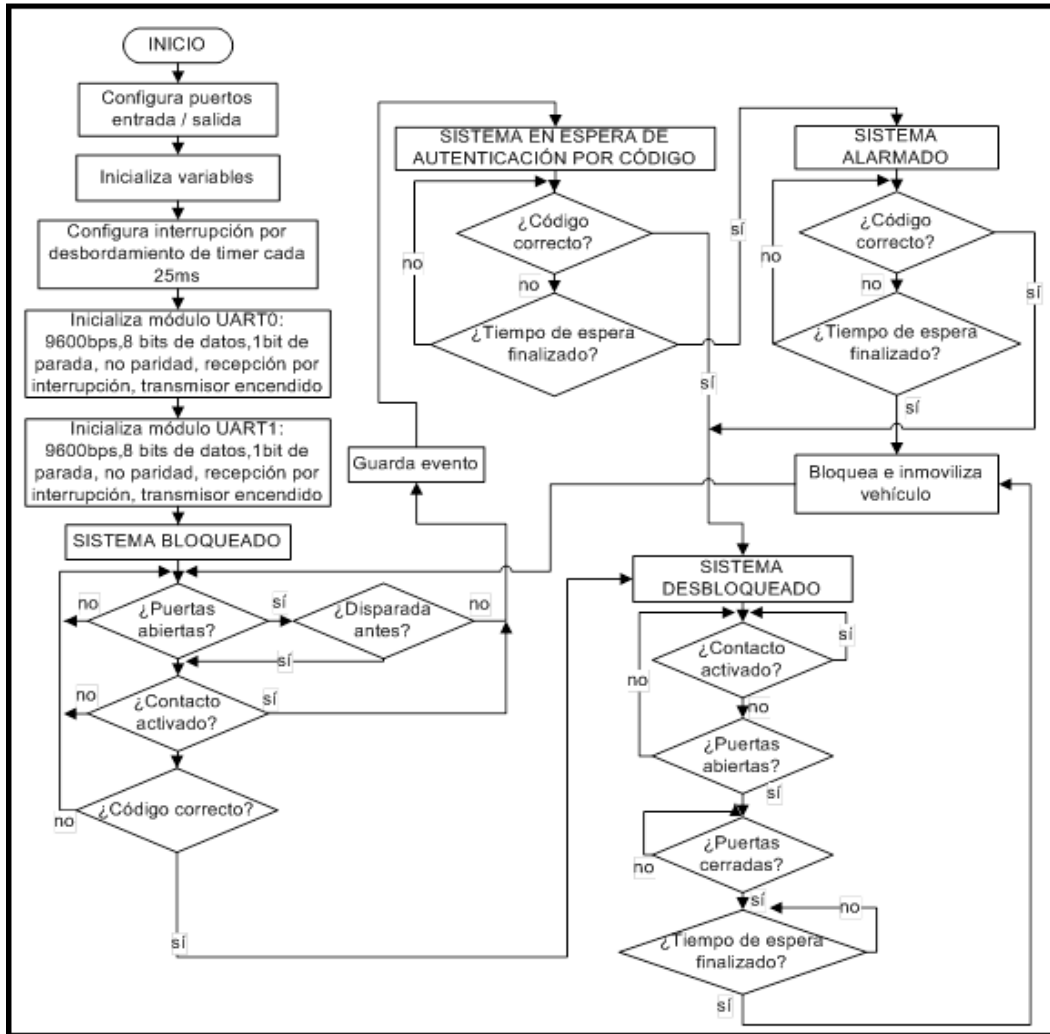 INICIO
Configura puertos
entrada / salida
Inicializa variables
Configura interrupción por
desbordamiento de timer cada
25ms
Inicializa módulo UART0:
9600bps,8 bits de datos,1bit de
parada, no paridad, recepción por
interrupción, transmisor encendido
Inicializa módulo UART1:
9600bps,8 bits de datos,1bit de
parada, no paridad, recepción por
interrupción, transmisor encendido
SISTEMA BLOQUEADO
¿Puertas
abiertas?
no
sí
¿Disparada
antes?
no
sí
¿Contacto
activado?
no
sí
¿Código correcto?
no
sí
Guarda evento
SISTEMA EN ESPERA DE
AUTENTICACIÓN POR CÓDIGO
¿Código
correcto?
no
no
sí
¿Tiempo de espera
finalizado?
sí
SISTEMA
ALARMADO
¿Código
correcto?
no
no
sí
¿Tiempo de espera
finalizado?
sí
Bloquea e inmoviliza
vehículo
SISTEMA
DESBLOQUEADO
¿Contacto
activado?
sí
no
no
¿Puertas
abiertas?
sí
¿Puertas
cerradas?
no
sí
no
¿Tiempo de espera
finalizado?
sí